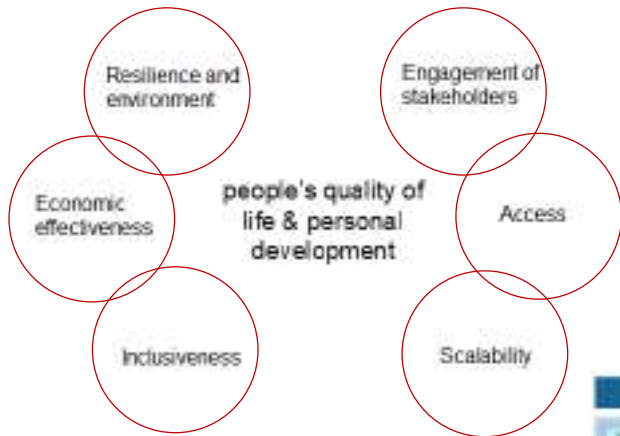 Resilience and
environment
Engagement of
stakeholders
Economic
effectiveness
people's quality of
life & personal
development
Access
Inclusiveness
Scalability